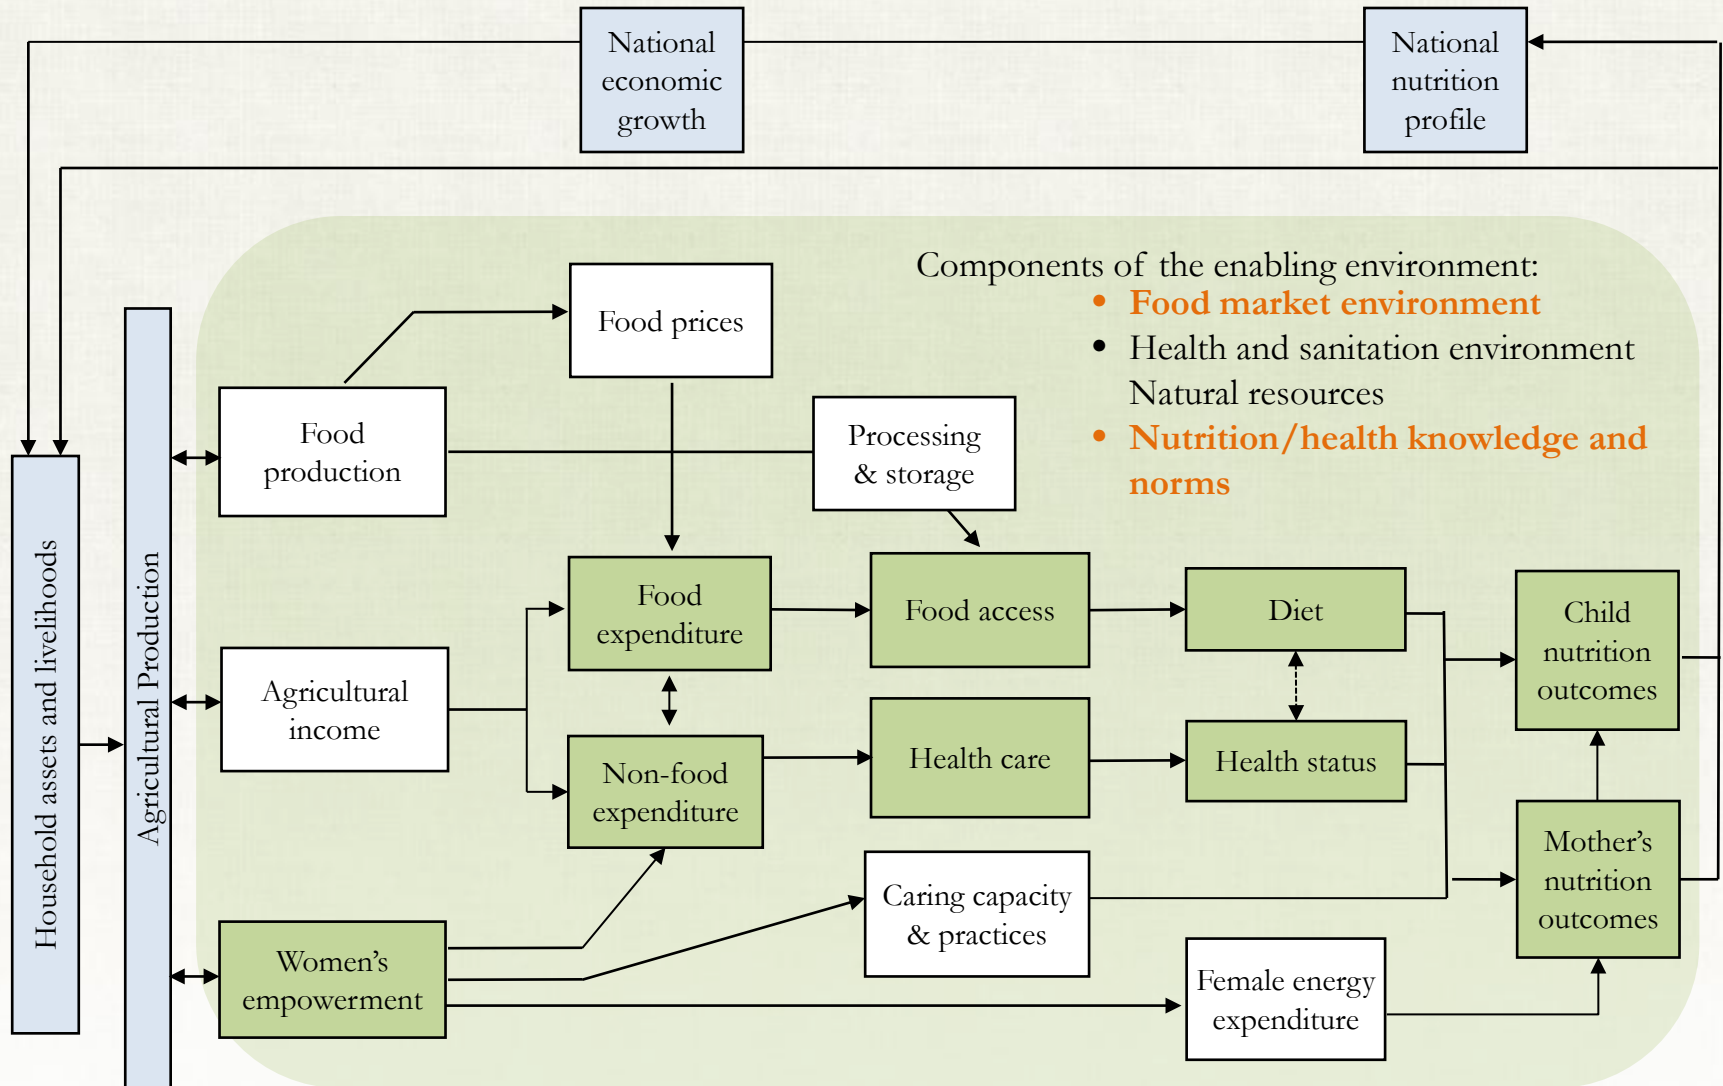 National
economic
growth
National
nutrition
profile
Components of the enabling environment:
• Food market environment
• Health and sanitation environment
Natural resources
• Nutrition/health knowledge and
norms
Food prices
Food
production
Processing
& storage
Household assets and livelihoods
Agricultural Production
Food
expenditure
Food access
Diet
Child
nutrition
outcomes
Agricultural
income
Non-food
expenditure
Health care
Health status
Mother’s
nutrition
outcomes
Caring capacity
& practices
Women’s
empowerment
Female energy
expenditure